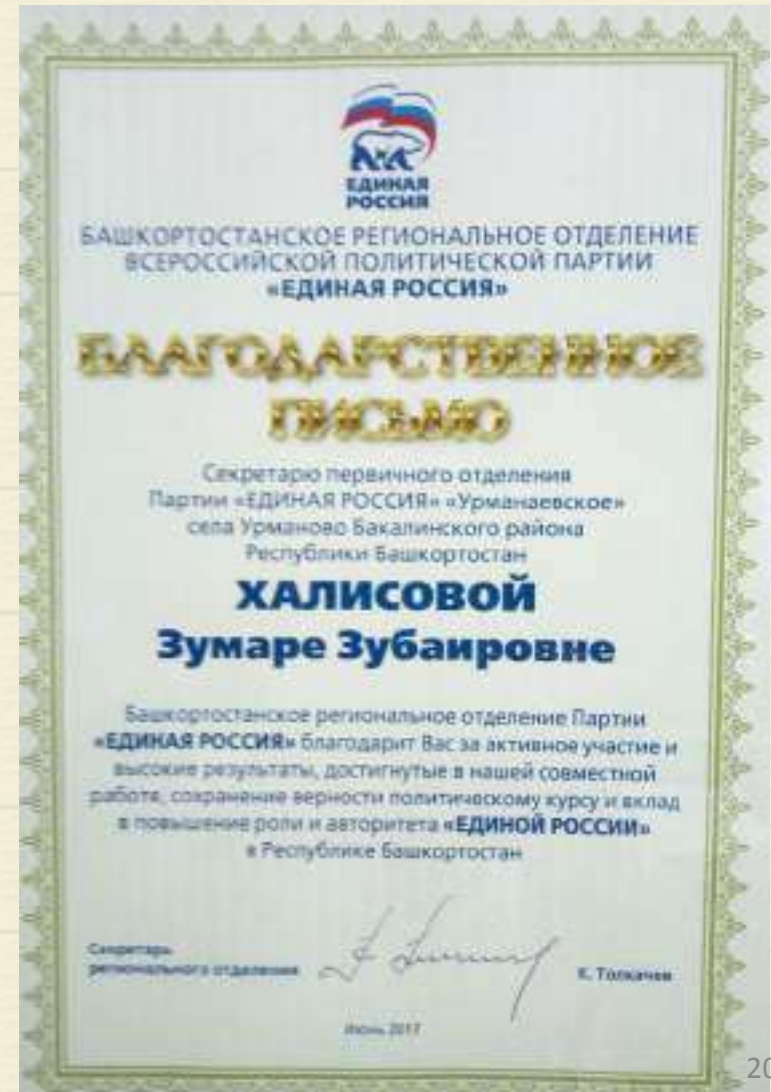 ЕДИНАЯ
РОССИЯ
БАШКОРТОСТАНСКОЕ РЕГИОНАЛЬНОЕ ОТДЕЛЕНИЕ
ВСЕРОССИЙСКОЙ ПОЛИТИЧЕСКОЙ ПАРТИИ
«ЕДИНАЯ РОССИЯ»
БЛАГОДАРСТВЕННОЕ
ПИСЬМО
Секретарю первичного отделения
Партии «ЕДИНАЯ РОССИЯ» «Урманаевское»
села Урманово Бакалинского района
Республики Башкортостан
ХАЛИСОВОЙ
Зумаре Зубаировне
Башкортостанское региональное отделение Партии
«ЕДИНАЯ РОССИЯ» благодарит Вас за активное участие и
высокие результаты, достигнутые в нашей совместной
работе, сохранение верности политическому курсу и вклад
в повышение роли и авторитета «ЕДИНОЙ РОССИИ»
в Республике Башкортостан
Секретарь
регионального отделения
К. Толкачев
Июнь 2017
20